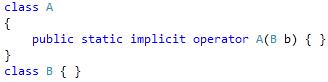 class A
{
    public static implicit operator A(B b) { }
}
class B { }